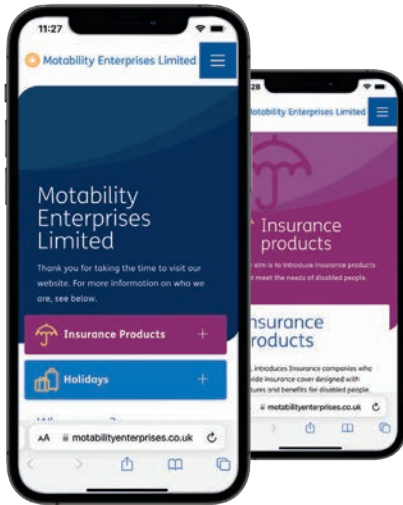 11:27
Motability Enterprises Limited
Motability
Enterprises
Limited
Thank you for taking the time to visit our
website. For more information on who we
are, see below.
Insurance Products +
Holidays +
AA motabilityenterprises.co.uk
28
otability Enterprises Limited
Insurance
products
aim is to introduce insurance products
meet the needs of disabled people.
nsurance
roducts
introduces Insurance companies who
ide insurance cover designed with
tures and benefits for disabled people.
motabilityenterprises.co.uk